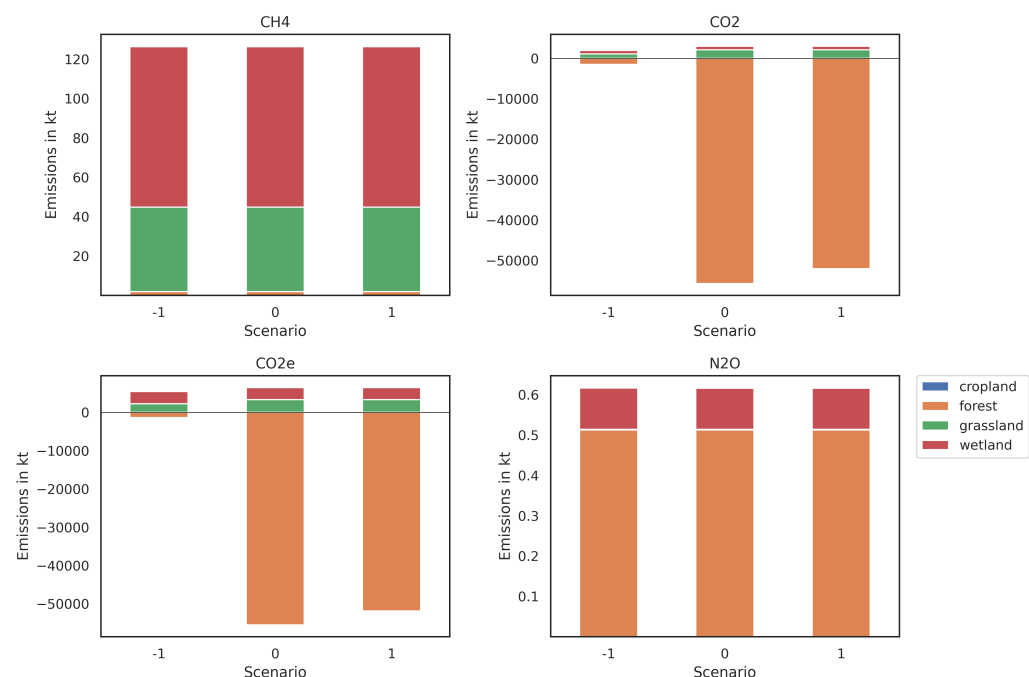 CH4
120
100
80
60
40
20
Emissions in kt
-1 0 1
Scenario
CO2
0
−10000
−20000
−30000
−40000
−50000
Emissions in kt
-1 0 1
Scenario
CO2e
0
−10000
−20000
−30000
−40000
−50000
Emissions in kt
-1 0 1
Scenario
N2O
0.6
0.5
0.4
0.3
0.2
0.1
Emissions in kt
-1 0 1
Scenario
cropland
forest
grassland
wetland